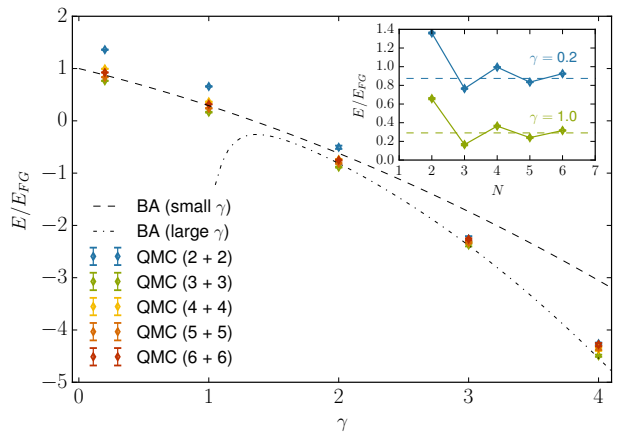 2
1
0
−1
−2
−3
−4
−5
0
1
2
3
4
γ
E/E_FG
BA (small γ)
BA (large γ)
QMC (2 + 2)
QMC (3 + 3)
QMC (4 + 4)
QMC (5 + 5)
QMC (6 + 6)
1.4
1.2
1.0
0.8
0.6
0.4
0.2
0.0
1
2
3
4
5
6
7
N
E/E_FG
γ = 0.2
γ = 1.0